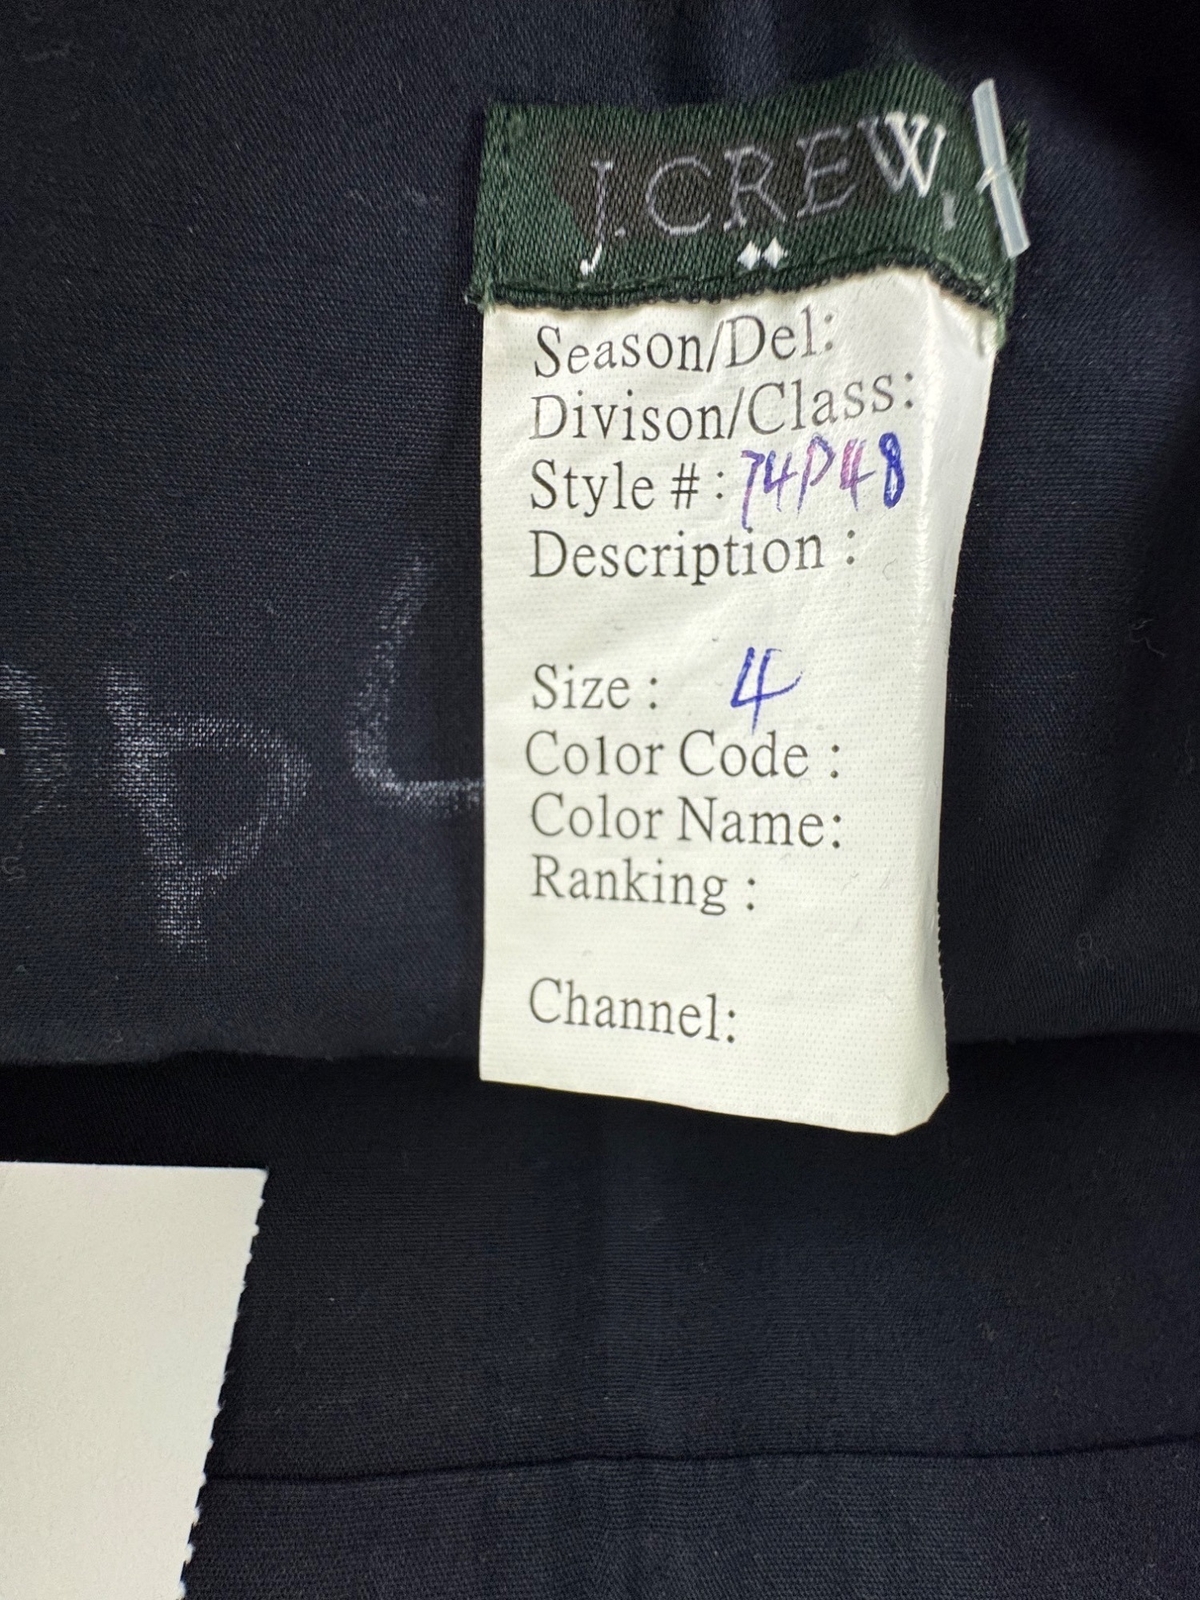 J.CREW
Season/Del:
Divison/Class:
Style # : 74P48
Description :
Size : 4
Color Code :
Color Name:
Ranking :
Channel: